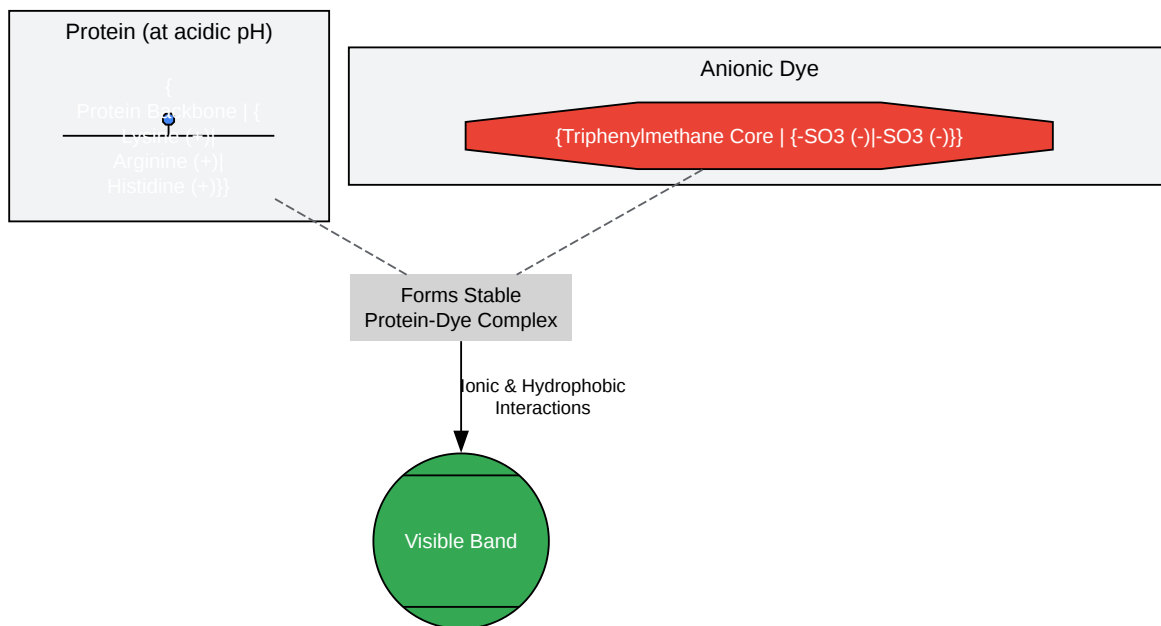 Protein (at acidic pH)
{
Protein Backbone | {
Lysine (+)|
Arginine (+)|
Histidine (+)}}
Anionic Dye
{Triphenylmethane Core | {-SO3 (-)|-SO3 (-)}}
Forms Stable
Protein-Dye Complex
Ionic & Hydrophobic
Interactions
Visible Band